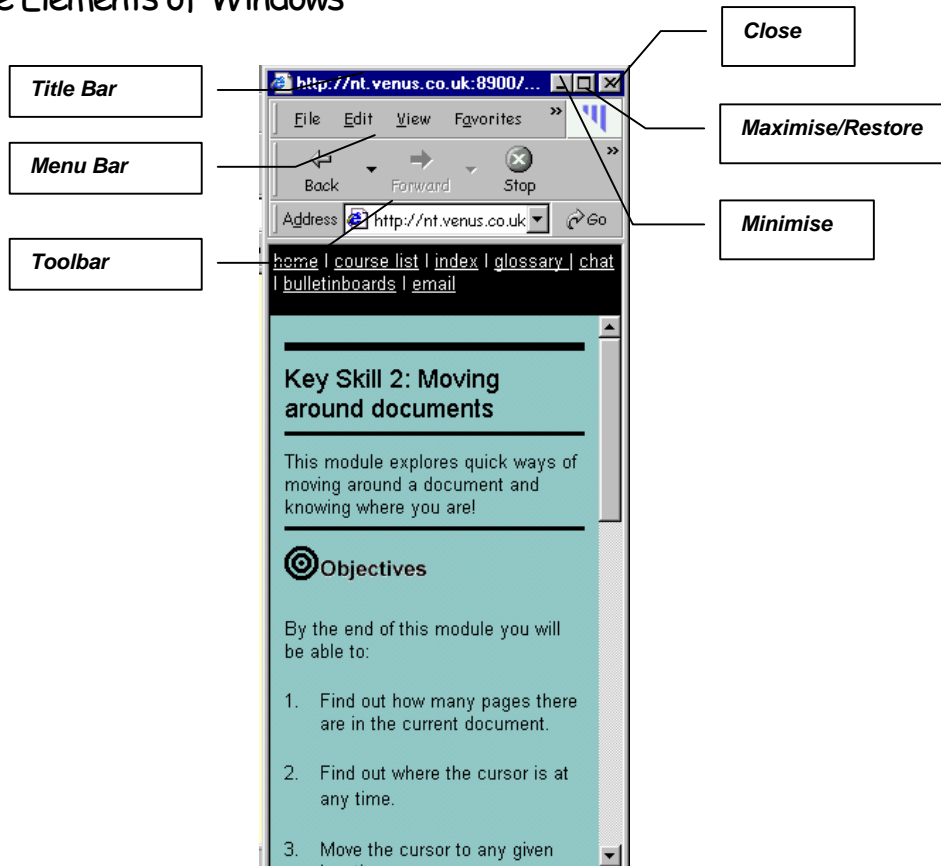 e Elements of Windows
Close
Title Bar
http://nt.venus.co.uk:8900/...
Maximise/Restore
File Edit View Favorites »
Menu Bar
Back Forward Stop »
Minimise
Address http://nt.venus.co.uk Go
Toolbar
home | course list | index | glossary | chat
| bulletinboards | email
Key Skill 2: Moving
around documents
This module explores quick ways of
moving around a document and
knowing where you are!
Objectives
By the end of this module you will
be able to:
1. Find out how many pages there
are in the current document.
2. Find out where the cursor is at
any time.
3. Move the cursor to any given